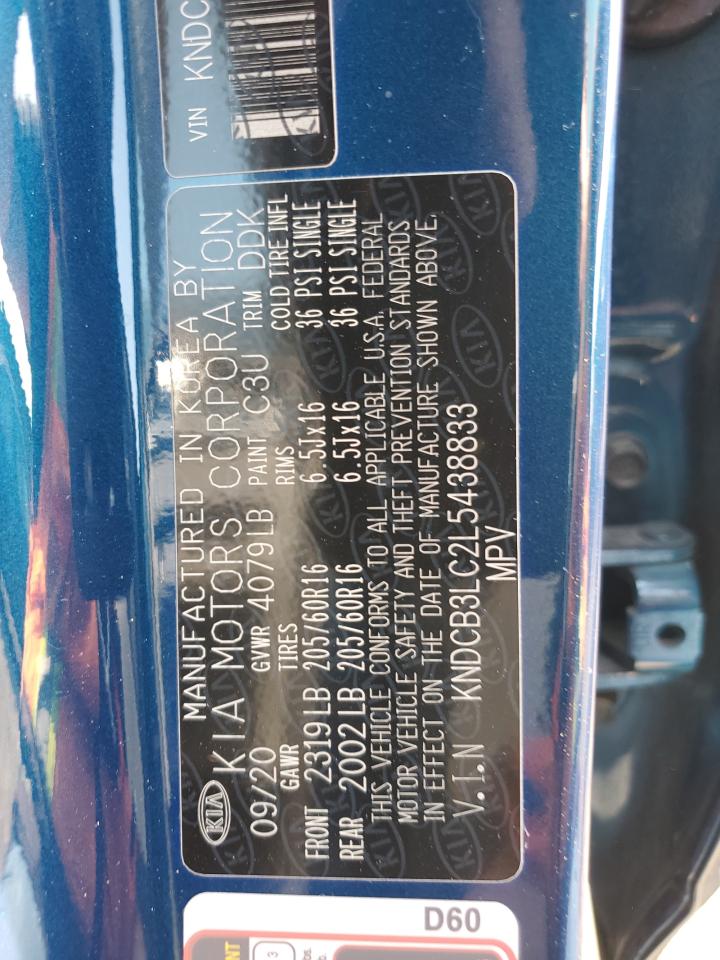 VIN KNDC
MANUFACTURED IN KOREA BY
KIA KIA MOTORS CORPORATION
09/20 GVWR 4079LB PAINT C3U TRIM DDK
GAWR TIRES RIMS COLD TIRE INFL
FRONT 2319LB 205/60R16 6.5Jx16 36 PSI SINGLE
REAR 2002LB 205/60R16 6.5Jx16 36 PSI SINGLE
THIS VEHICLE CONFORMS TO ALL APPLICABLE U.S.A. FEDERAL
MOTOR VEHICLE SAFETY AND THEFT PREVENTION STANDARDS
IN EFFECT ON THE DATE OF MANUFACTURE SHOWN ABOVE.
V.I.N KNDCB3LC2L5438833
MPV
D60
NT
3